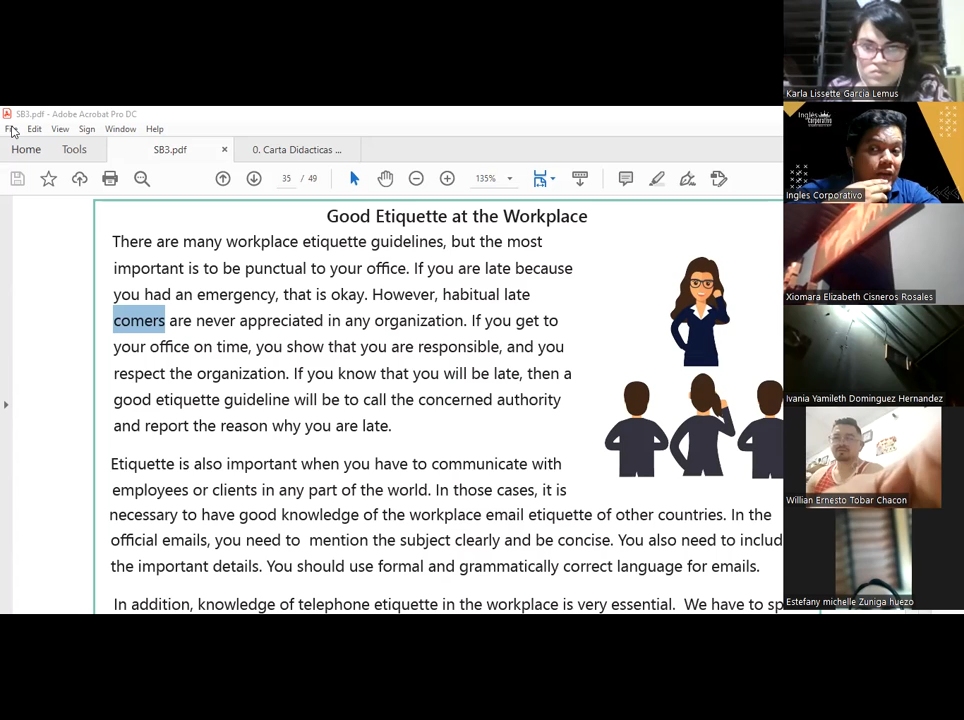 SB3.pdf - Adobe Acrobat Pro DC
Edit View Sign Window Help
Home Tools SB3.pdf × 0. Carta Didacticas ...
35 / 49 135%
Good Etiquette at the Workplace
There are many workplace etiquette guidelines, but the most
important is to be punctual to your office. If you are late because
you had an emergency, that is okay. However, habitual late
comers are never appreciated in any organization. If you get to
your office on time, you show that you are responsible, and you
respect the organization. If you know that you will be late, then a
good etiquette guideline will be to call the concerned authority
and report the reason why you are late.
Etiquette is also important when you have to communicate with
employees or clients in any part of the world. In those cases, it is
necessary to have good knowledge of the workplace email etiquette of other countries. In the
official emails, you need to mention the subject clearly and be concise. You also need to includ
the important details. You should use formal and grammatically correct language for emails.
In addition, knowledge of telephone etiquette in the workplace is very essential. We have to sp
Karla Lissette Garcia Lemus
Inglés
Corporativo
Ingles Corporativo
Xiomara Elizabeth Cisneros Rosales
Ivania Yamileth Dominguez Hernandez
Willian Ernesto Tobar Chacon
Estefany michelle Zuniga huezo